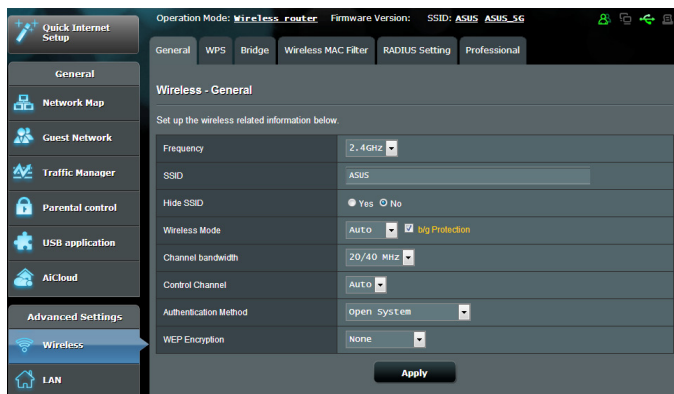 Quick Internet
Setup
Operation Mode: Wireless router Firmware Version: SSID: ASUS ASUS_5G
General WPS Bridge Wireless MAC Filter RADIUS Setting Professional
General
Network Map
Guest Network
Traffic Manager
Parental control
USB application
AiCloud
Advanced Settings
Wireless
LAN
Wireless - General
Set up the wireless related information below.
Frequency 2.4GHz
SSID ASUS
Hide SSID Yes No
Wireless Mode Auto b/g Protection
Channel bandwidth 20/40 MHz
Control Channel Auto
Authentication Method Open System
WEP Encryption None
Apply